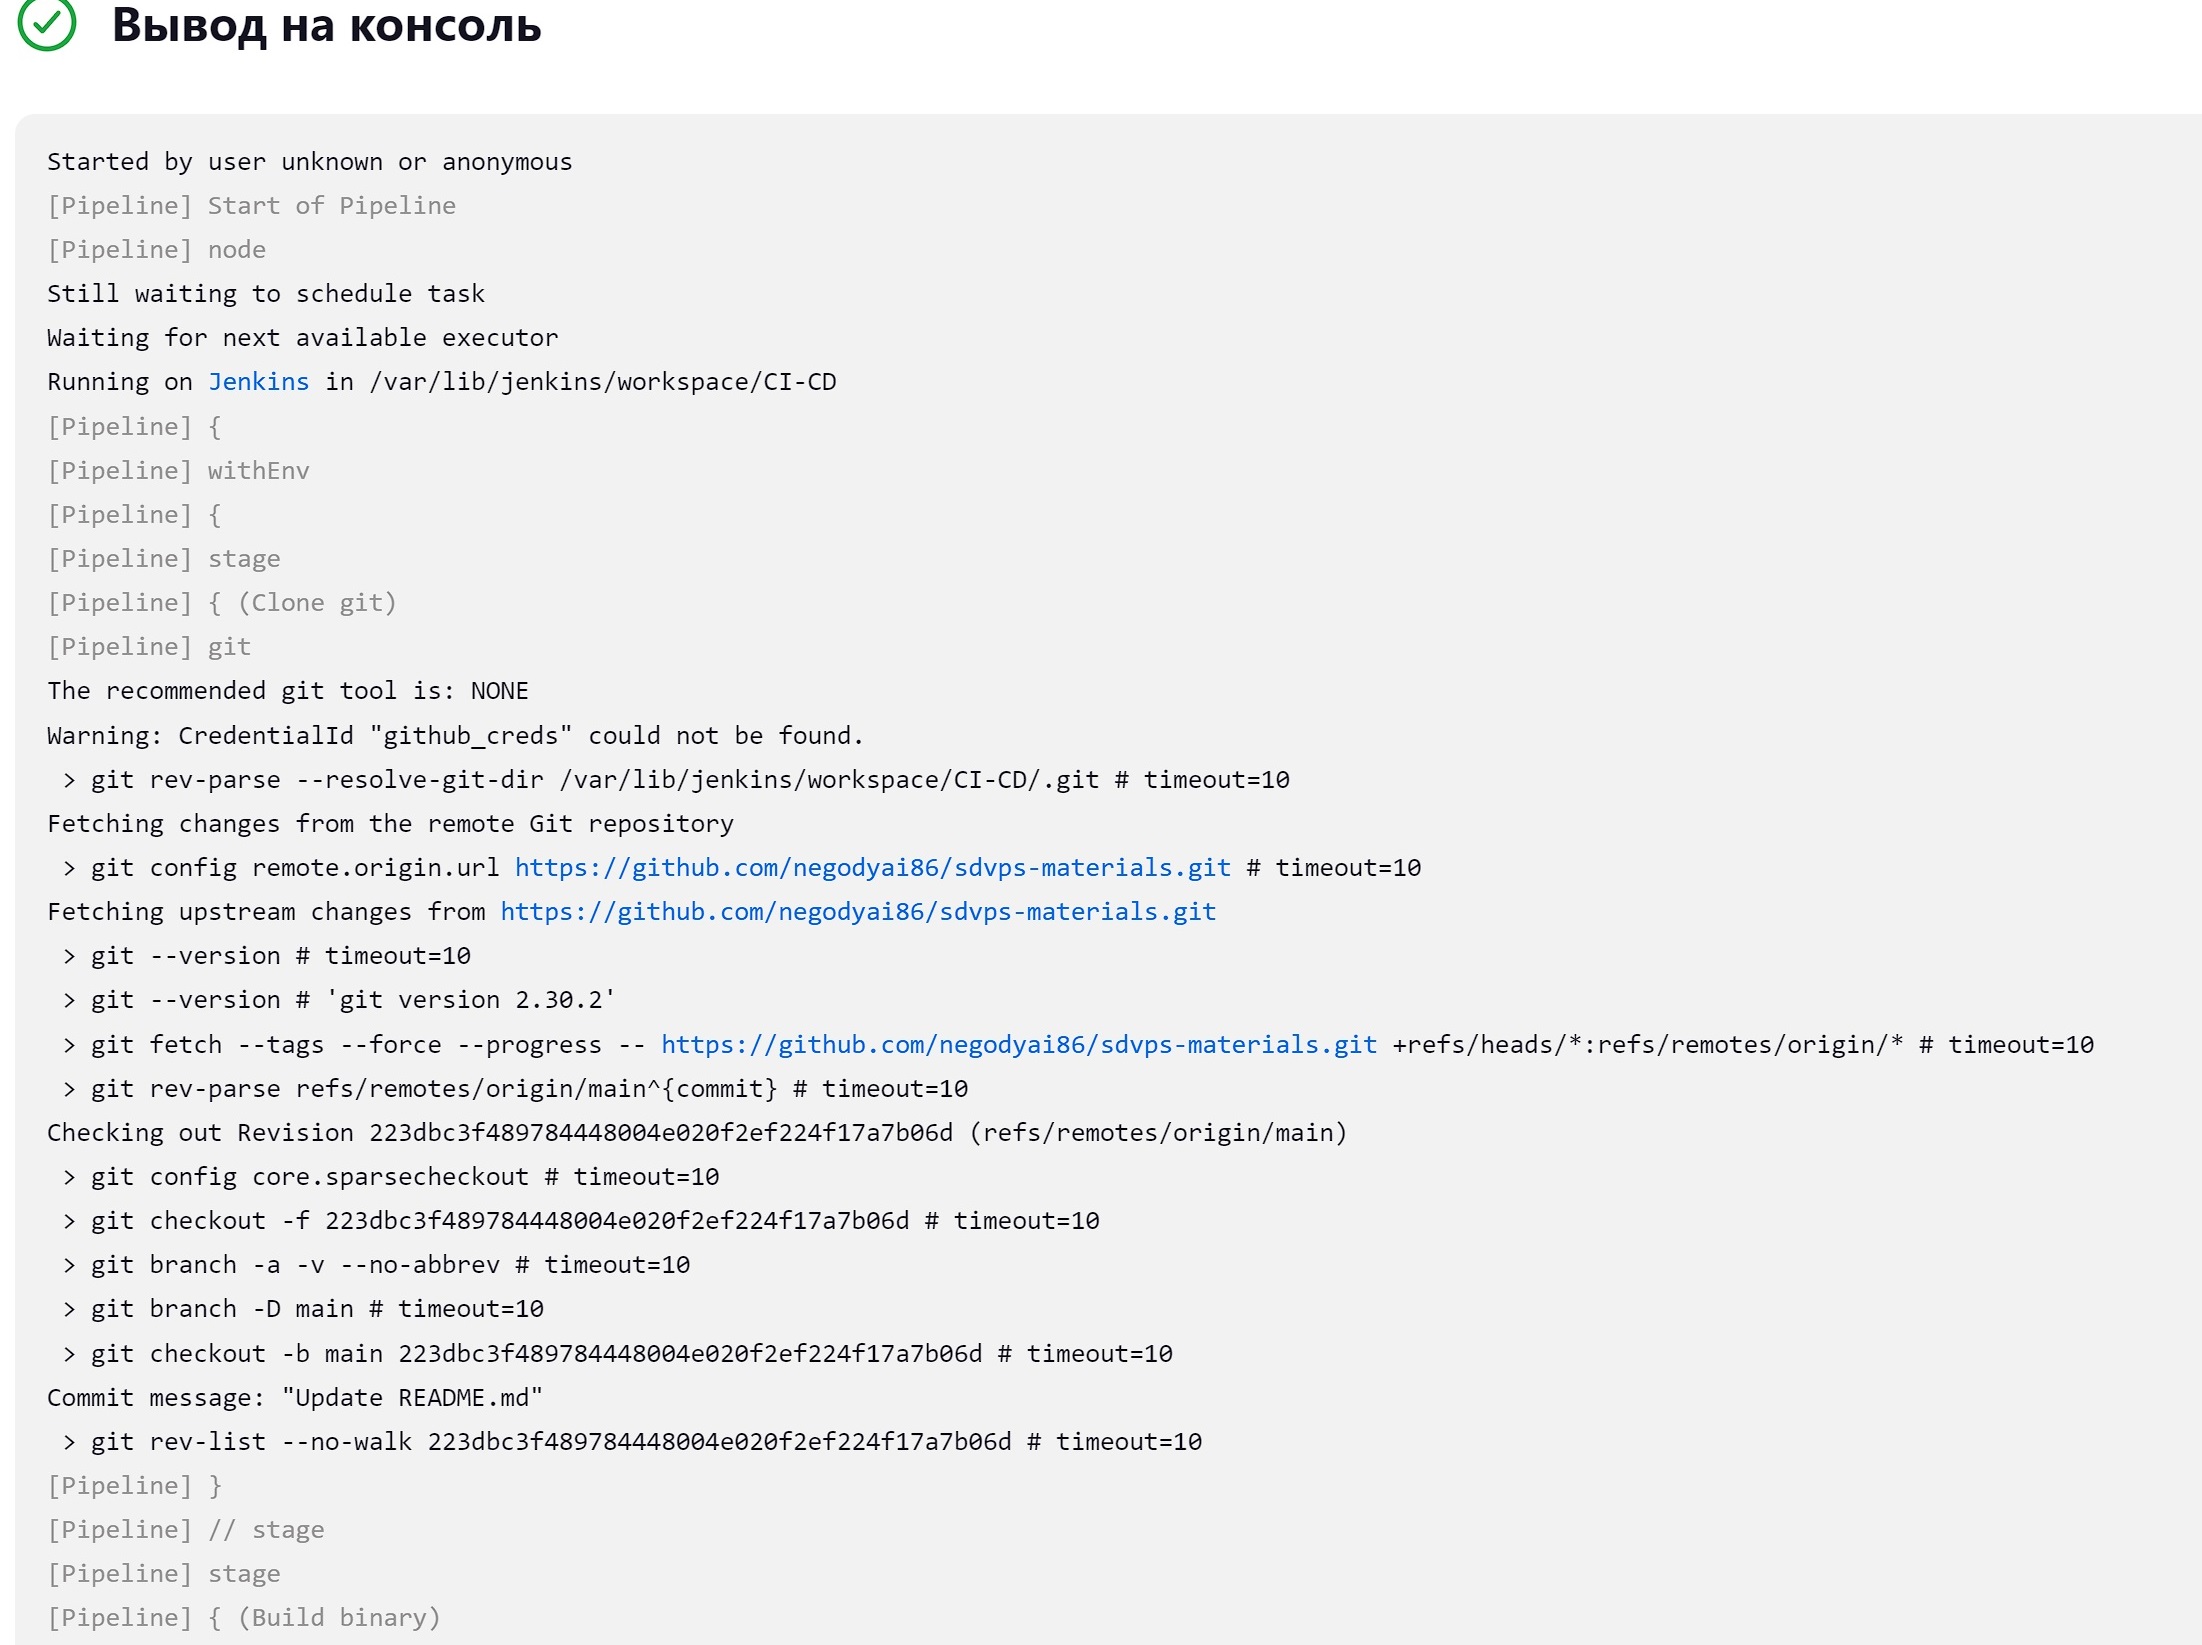 Вывод на консоль
Started by user unknown or anonymous
[Pipeline] Start of Pipeline
[Pipeline] node
Still waiting to schedule task
Waiting for next available executor
Running on Jenkins in /var/lib/jenkins/workspace/CI-CD
[Pipeline] {
[Pipeline] withEnv
[Pipeline] {
[Pipeline] stage
[Pipeline] { (Clone git)
[Pipeline] git
The recommended git tool is: NONE
Warning: CredentialId "github_creds" could not be found.
 > git rev-parse --resolve-git-dir /var/lib/jenkins/workspace/CI-CD/.git # timeout=10
Fetching changes from the remote Git repository
 > git config remote.origin.url https://github.com/negodyai86/sdvps-materials.git # timeout=10
Fetching upstream changes from https://github.com/negodyai86/sdvps-materials.git
 > git --version # timeout=10
 > git --version # 'git version 2.30.2'
 > git fetch --tags --force --progress -- https://github.com/negodyai86/sdvps-materials.git +refs/heads/*:refs/remotes/origin/* # timeout=10
 > git rev-parse refs/remotes/origin/main^{commit} # timeout=10
Checking out Revision 223dbc3f489784448004e020f2ef224f17a7b06d (refs/remotes/origin/main)
 > git config core.sparsecheckout # timeout=10
 > git checkout -f 223dbc3f489784448004e020f2ef224f17a7b06d # timeout=10
 > git branch -a -v --no-abbrev # timeout=10
 > git branch -D main # timeout=10
 > git checkout -b main 223dbc3f489784448004e020f2ef224f17a7b06d # timeout=10
Commit message: "Update README.md"
 > git rev-list --no-walk 223dbc3f489784448004e020f2ef224f17a7b06d # timeout=10
[Pipeline] }
[Pipeline] // stage
[Pipeline] stage
[Pipeline] { (Build binary)